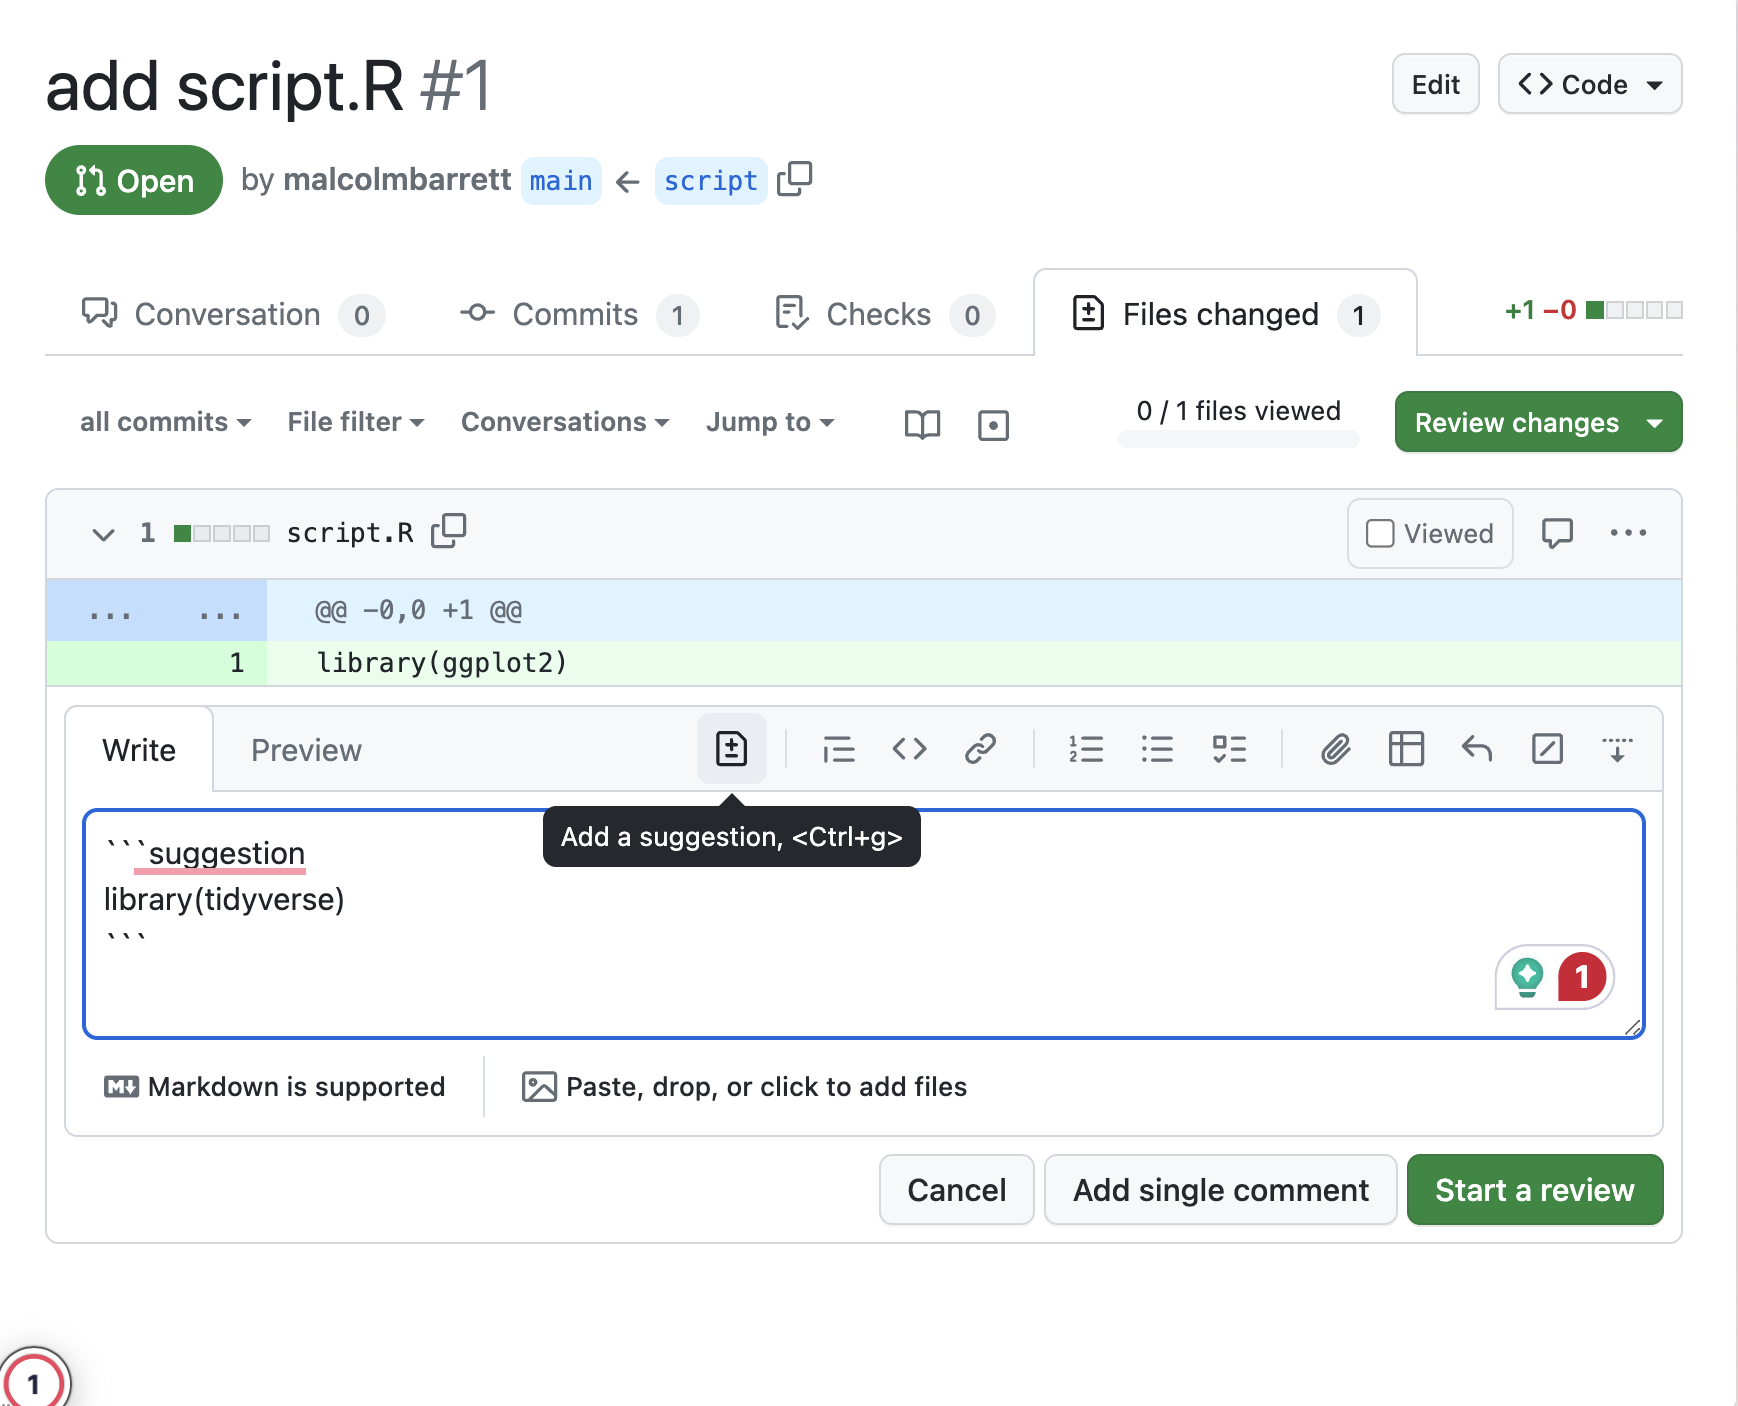 add script.R #1
Edit
Code
Open
by malcolmbarrett main ← script
Conversation 0
Commits 1
Checks 0
Files changed 1
+1 −0
all commits
File filter
Conversations
Jump to
0 / 1 files viewed
Review changes
1 script.R
Viewed
... ... @@ -0,0 +1 @@
1 library(ggplot2)
Write
Preview
Add a suggestion, <Ctrl+g>
```suggestion
library(tidyverse)
```
1
Markdown is supported
Paste, drop, or click to add files
Cancel
Add single comment
Start a review
1